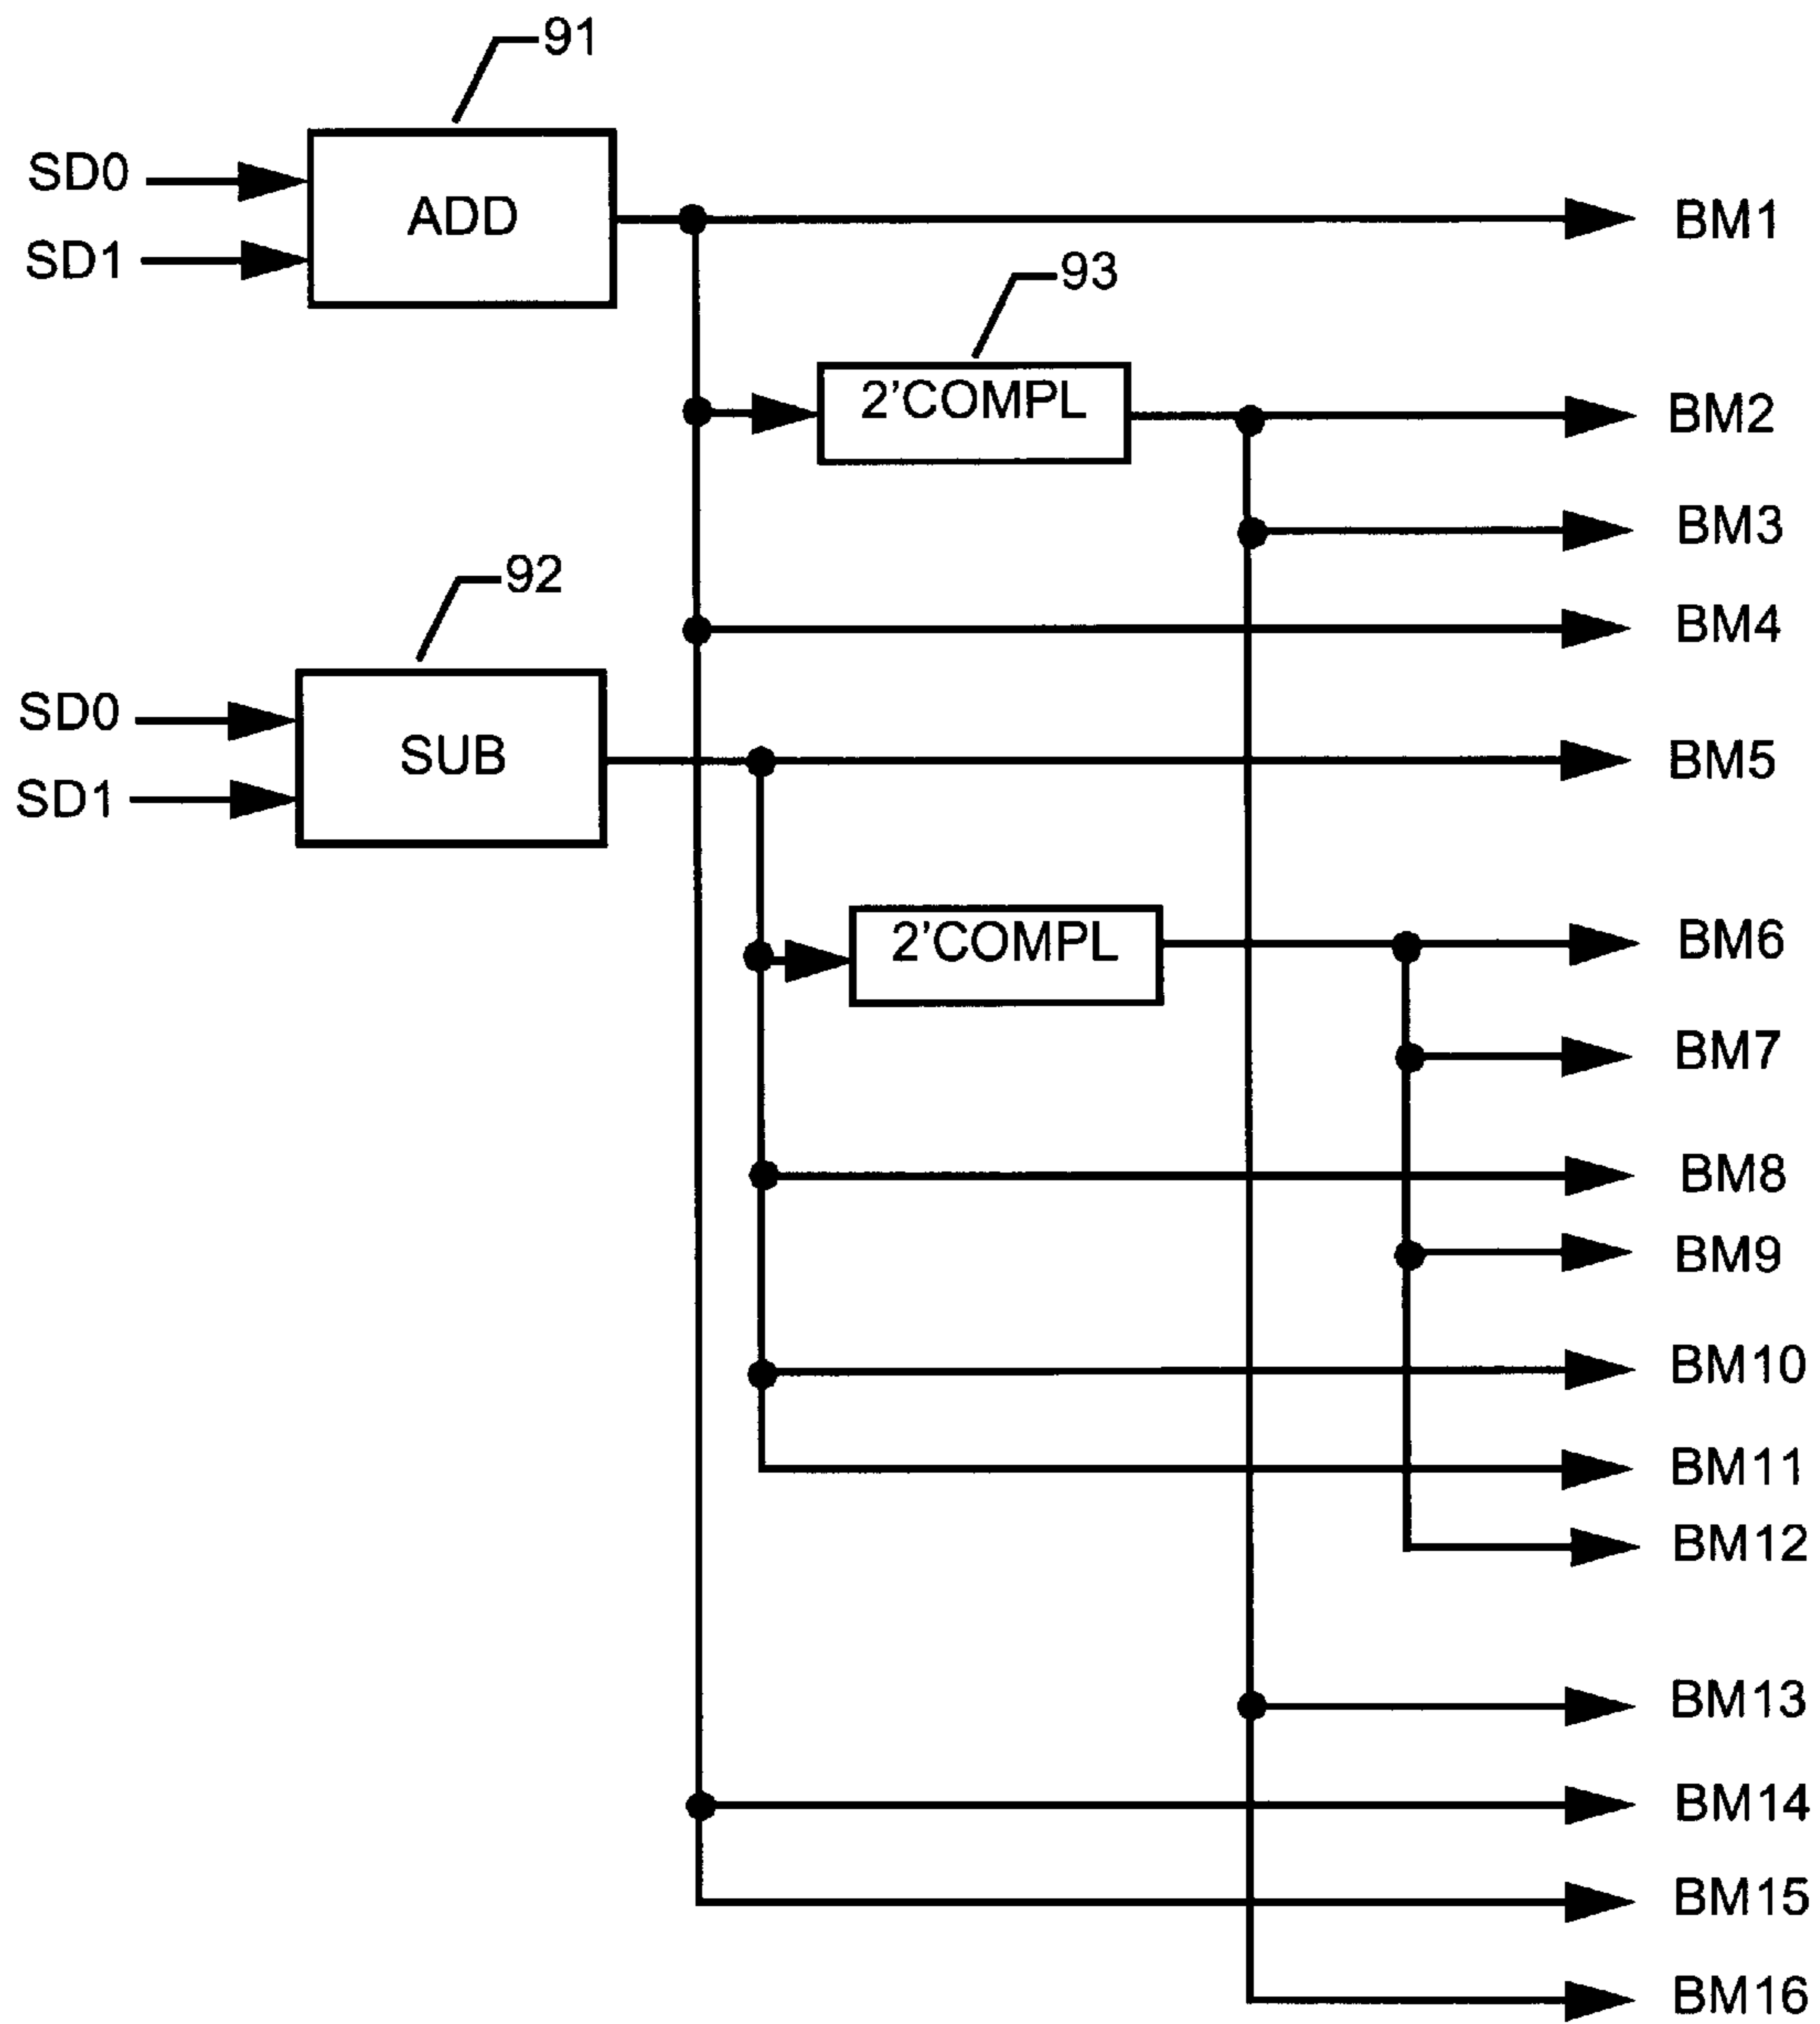 91
SD0
ADD
BM1
SD1
93
2'COMPL
BM2
BM3
92
BM4
SD0
SUB
BM5
SD1
2'COMPL
BM6
BM7
BM8
BM9
BM10
BM11
BM12
BM13
BM14
BM15
BM16